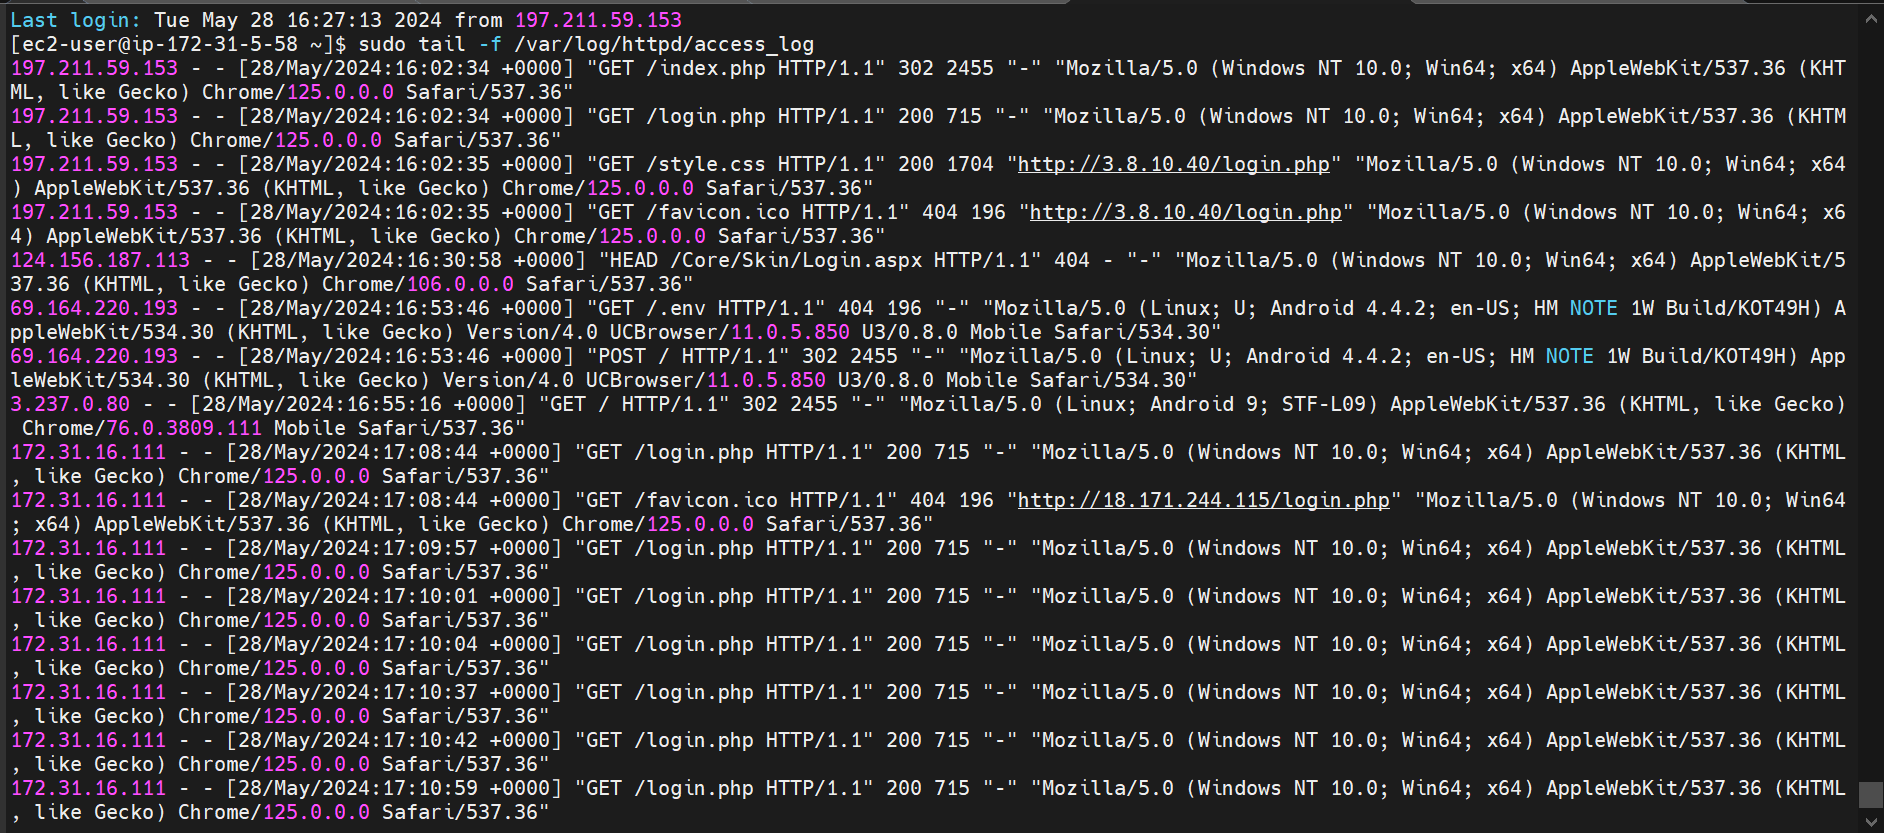 Last login: Tue May 28 16:27:13 2024 from 197.211.59.153
[ec2-user@ip-172-31-5-58 ~]$ sudo tail -f /var/log/httpd/access_log
197.211.59.153 - - [28/May/2024:16:02:34 +0000] "GET /index.php HTTP/1.1" 302 2455 "-" "Mozilla/5.0 (Windows NT 10.0; Win64; x64) AppleWebKit/537.36 (KHT
ML, like Gecko) Chrome/125.0.0.0 Safari/537.36"
197.211.59.153 - - [28/May/2024:16:02:34 +0000] "GET /login.php HTTP/1.1" 200 715 "-" "Mozilla/5.0 (Windows NT 10.0; Win64; x64) AppleWebKit/537.36 (KHTM
L, like Gecko) Chrome/125.0.0.0 Safari/537.36"
197.211.59.153 - - [28/May/2024:16:02:35 +0000] "GET /style.css HTTP/1.1" 200 1704 "http://3.8.10.40/login.php" "Mozilla/5.0 (Windows NT 10.0; Win64; x64
) AppleWebKit/537.36 (KHTML, like Gecko) Chrome/125.0.0.0 Safari/537.36"
197.211.59.153 - - [28/May/2024:16:02:35 +0000] "GET /favicon.ico HTTP/1.1" 404 196 "http://3.8.10.40/login.php" "Mozilla/5.0 (Windows NT 10.0; Win64; x6
4) AppleWebKit/537.36 (KHTML, like Gecko) Chrome/125.0.0.0 Safari/537.36"
124.156.187.113 - - [28/May/2024:16:30:58 +0000] "HEAD /Core/Skin/Login.aspx HTTP/1.1" 404 - "-" "Mozilla/5.0 (Windows NT 10.0; Win64; x64) AppleWebKit/5
37.36 (KHTML, like Gecko) Chrome/106.0.0.0 Safari/537.36"
69.164.220.193 - - [28/May/2024:16:53:46 +0000] "GET /.env HTTP/1.1" 404 196 "-" "Mozilla/5.0 (Linux; U; Android 4.4.2; en-US; HM NOTE 1W Build/KOT49H) A
ppleWebKit/534.30 (KHTML, like Gecko) Version/4.0 UCBrowser/11.0.5.850 U3/0.8.0 Mobile Safari/534.30"
69.164.220.193 - - [28/May/2024:16:53:46 +0000] "POST / HTTP/1.1" 302 2455 "-" "Mozilla/5.0 (Linux; U; Android 4.4.2; en-US; HM NOTE 1W Build/KOT49H) App
leWebKit/534.30 (KHTML, like Gecko) Version/4.0 UCBrowser/11.0.5.850 U3/0.8.0 Mobile Safari/534.30"
3.237.0.80 - - [28/May/2024:16:55:16 +0000] "GET / HTTP/1.1" 302 2455 "-" "Mozilla/5.0 (Linux; Android 9; STF-L09) AppleWebKit/537.36 (KHTML, like Gecko)
Chrome/76.0.3809.111 Mobile Safari/537.36"
172.31.16.111 - - [28/May/2024:17:08:44 +0000] "GET /login.php HTTP/1.1" 200 715 "-" "Mozilla/5.0 (Windows NT 10.0; Win64; x64) AppleWebKit/537.36 (KHTML
, like Gecko) Chrome/125.0.0.0 Safari/537.36"
172.31.16.111 - - [28/May/2024:17:08:44 +0000] "GET /favicon.ico HTTP/1.1" 404 196 "http://18.171.244.115/login.php" "Mozilla/5.0 (Windows NT 10.0; Win64
; x64) AppleWebKit/537.36 (KHTML, like Gecko) Chrome/125.0.0.0 Safari/537.36"
172.31.16.111 - - [28/May/2024:17:09:57 +0000] "GET /login.php HTTP/1.1" 200 715 "-" "Mozilla/5.0 (Windows NT 10.0; Win64; x64) AppleWebKit/537.36 (KHTML
, like Gecko) Chrome/125.0.0.0 Safari/537.36"
172.31.16.111 - - [28/May/2024:17:10:01 +0000] "GET /login.php HTTP/1.1" 200 715 "-" "Mozilla/5.0 (Windows NT 10.0; Win64; x64) AppleWebKit/537.36 (KHTML
, like Gecko) Chrome/125.0.0.0 Safari/537.36"
172.31.16.111 - - [28/May/2024:17:10:04 +0000] "GET /login.php HTTP/1.1" 200 715 "-" "Mozilla/5.0 (Windows NT 10.0; Win64; x64) AppleWebKit/537.36 (KHTML
, like Gecko) Chrome/125.0.0.0 Safari/537.36"
172.31.16.111 - - [28/May/2024:17:10:37 +0000] "GET /login.php HTTP/1.1" 200 715 "-" "Mozilla/5.0 (Windows NT 10.0; Win64; x64) AppleWebKit/537.36 (KHTML
, like Gecko) Chrome/125.0.0.0 Safari/537.36"
172.31.16.111 - - [28/May/2024:17:10:42 +0000] "GET /login.php HTTP/1.1" 200 715 "-" "Mozilla/5.0 (Windows NT 10.0; Win64; x64) AppleWebKit/537.36 (KHTML
, like Gecko) Chrome/125.0.0.0 Safari/537.36"
172.31.16.111 - - [28/May/2024:17:10:59 +0000] "GET /login.php HTTP/1.1" 200 715 "-" "Mozilla/5.0 (Windows NT 10.0; Win64; x64) AppleWebKit/537.36 (KHTML
, like Gecko) Chrome/125.0.0.0 Safari/537.36"